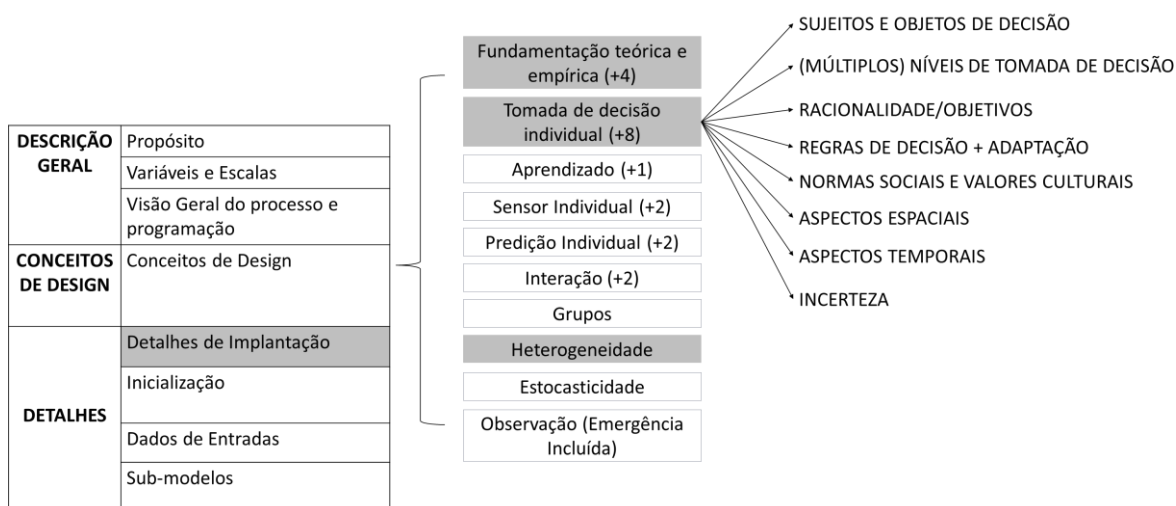 DESCRIÇÃO
GERAL
Propósito
Variáveis e Escalas
Visão Geral do processo e
programação
CONCEITOS
DE DESIGN
Conceitos de Design
DETALHES
Detalhes de Implantação
Inicialização
Dados de Entradas
Sub-modelos
Fundamentação teórica e
empírica (+4)
Tomada de decisão
individual (+8)
Aprendizado (+1)
Sensor Individual (+2)
Predição Individual (+2)
Interação (+2)
Grupos
Heterogeneidade
Estocasticidade
Observação (Emergência
Incluída)
SUJEITOS E OBJETOS DE DECISÃO
(MÚLTIPLOS) NÍVEIS DE TOMADA DE DECISÃO
RACIONALIDADE/OBJETIVOS
REGRAS DE DECISÃO + ADAPTAÇÃO
NORMAS SOCIAIS E VALORES CULTURAIS
ASPECTOS ESPACIAIS
ASPECTOS TEMPORAIS
INCERTEZA